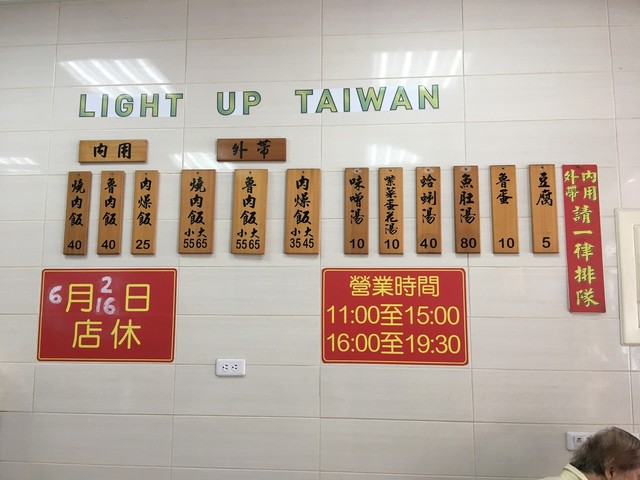 LIGHT UP TAIWAN
內用
外帶
燒肉飯
40
魯肉飯
40
肉燥飯
25
燒肉飯
小大
55 65
魯肉飯
小大
55 65
肉燥飯
小大
35 45
味噌湯
10
紫菜蛋花湯
10
蛤蜊湯
40
魚肚湯
80
魯蛋
10
豆腐
5
內用
外帶
請一律排隊
6月2 16日
店休
營業時間
11:00至15:00
16:00至19:30